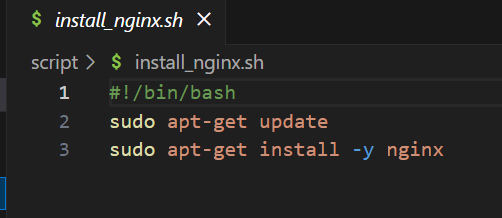 $ install_nginx.sh ×
script > $ install_nginx.sh
1 #!/bin/bash
2 sudo apt-get update
3 sudo apt-get install -y nginx